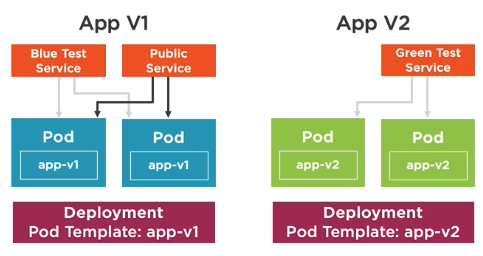 App V1
App V2
Blue Test
Service
Public
Service
Green Test
Service
Pod
app-v1
Pod
app-v1
Pod
app-v2
Pod
app-v2
Deployment
Pod Template: app-v1
Deployment
Pod Template: app-v2